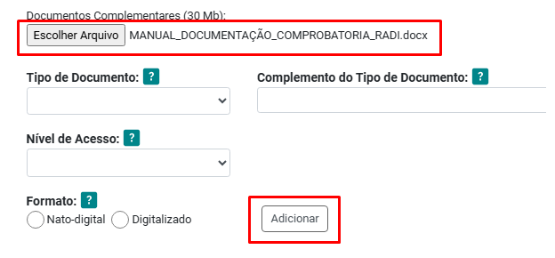 Documentos Complementares (30 Mb):
Escolher Arquivo MANUAL_DOCUMENTAÇÃO_COMPROBATORIA_RADI.docx
Tipo de Documento: ? Complemento do Tipo de Documento: ?
Nível de Acesso: ?
Formato: ?
Nato-digital Digitalizado Adicionar